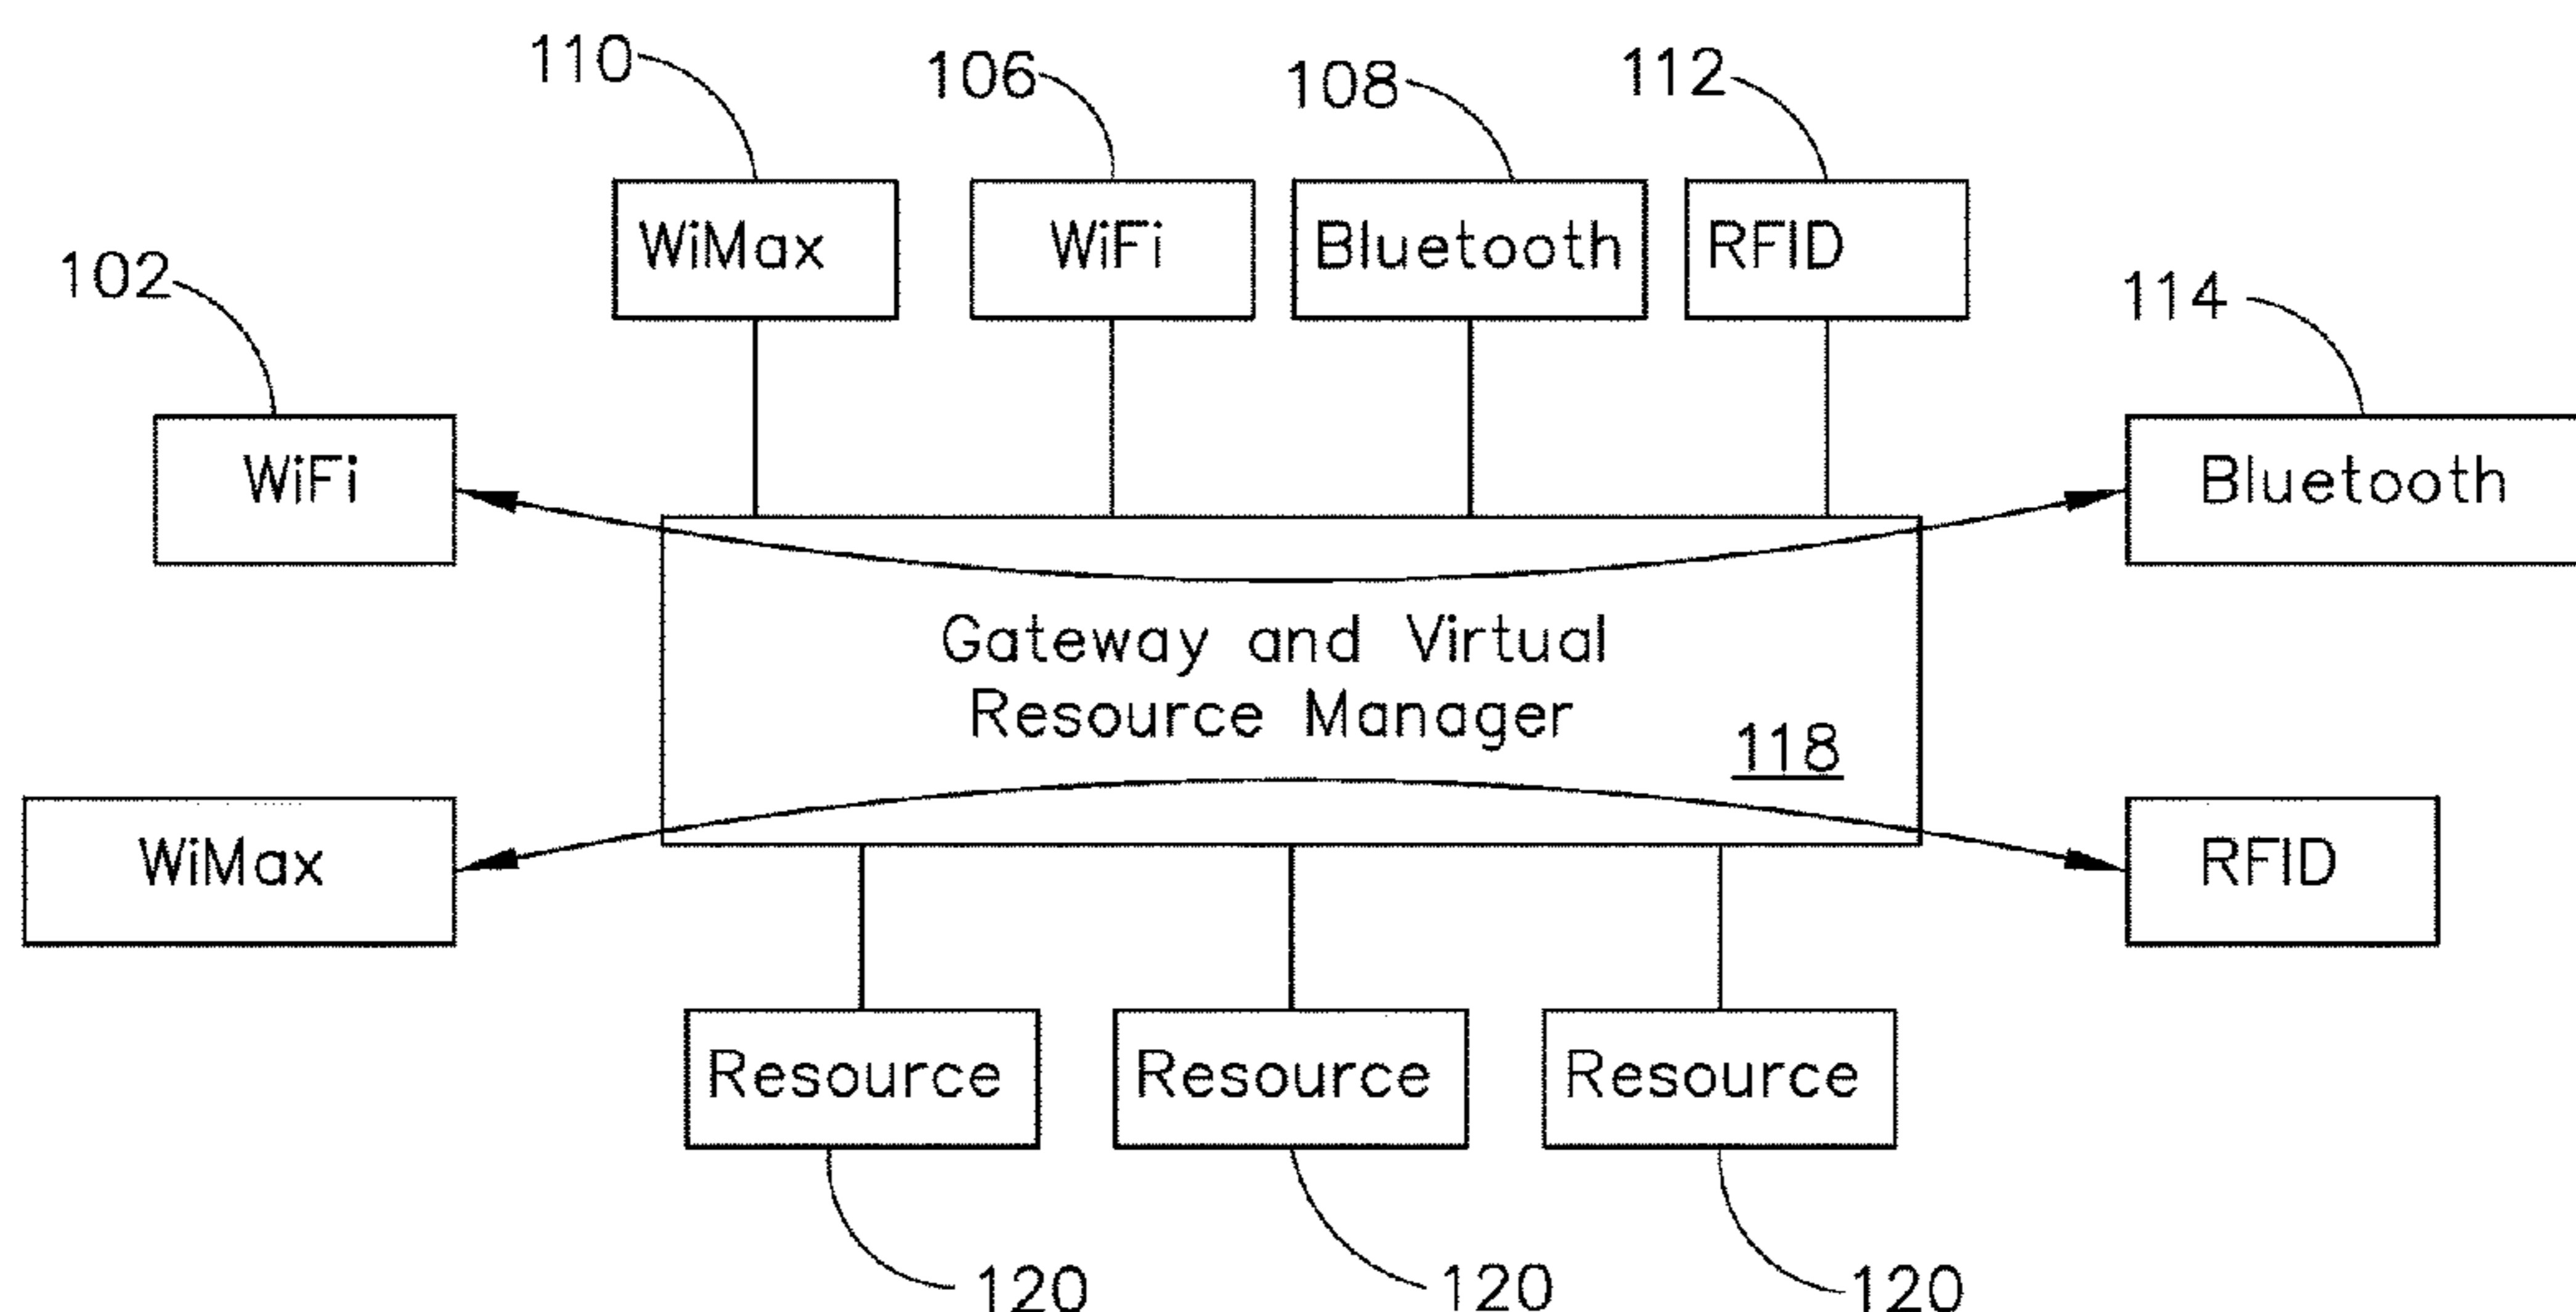 110
106
108
112
WiMax
WiFi
Bluetooth
RFID
102
114
WiFi
Bluetooth
Gateway and Virtual
Resource Manager
118
WiMax
RFID
Resource
Resource
Resource
120
120
120